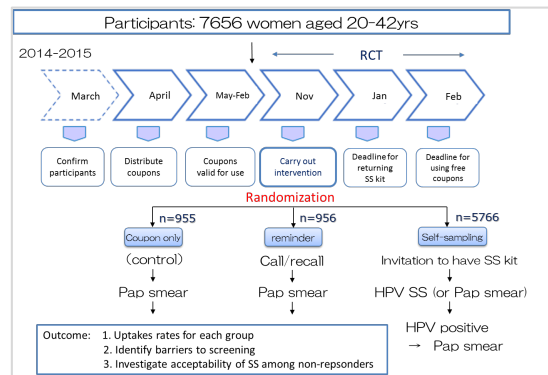 Participants: 7656 women aged 20-42yrs
2014-2015
RCT
March
April
May-Feb
Nov
Jan
Feb
Confirm
participants
Distribute
coupons
Coupons
valid for use
Carry out
intervention
Deadline for
returning
SS kit
Deadline for
using free
coupons
Randomization
n=955
n=956
n=5766
Coupon only
reminder
Self-sampling
(control)
Call/recall
Invitation to have SS kit
Pap smear
Pap smear
HPV SS (or Pap smear)
HPV positive
→ Pap smear
Outcome: 1. Uptakes rates for each group
2. Identify barriers to screening
3. Investigate acceptability of SS among non-repsonders